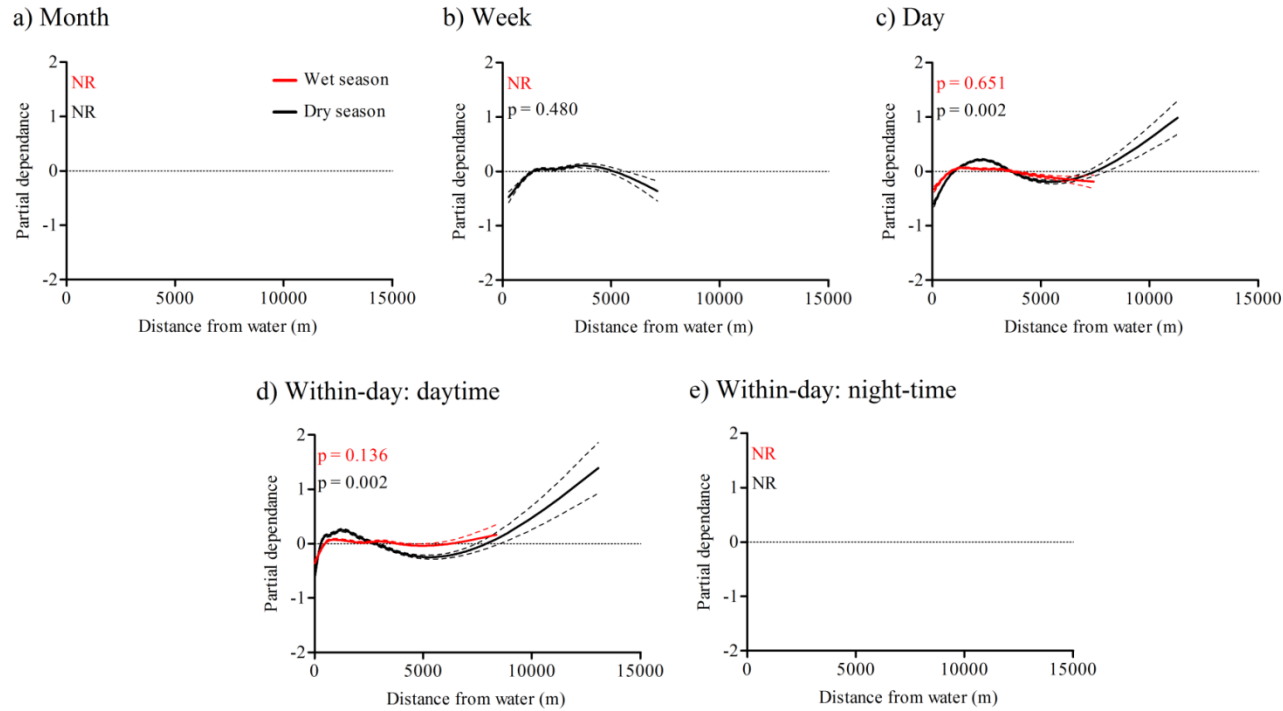 a) Month
2
1
0
-1
-2
NR
NR
Wet season
Dry season
Partial dependance
0
5000
10000
15000
Distance from water (m)
b) Week
2
1
0
-1
-2
NR
p = 0.480
Partial dependance
0
5000
10000
15000
Distance from water (m)
c) Day
2
1
0
-1
-2
p = 0.651
p = 0.002
Partial dependance
0
5000
10000
15000
Distance from water (m)
d) Within-day: daytime
2
1
0
-1
-2
p = 0.136
p = 0.002
Partial dependance
0
5000
10000
15000
Distance from water (m)
e) Within-day: night-time
2
1
0
-1
-2
NR
NR
Partial dependance
0
5000
10000
15000
Distance from water (m)